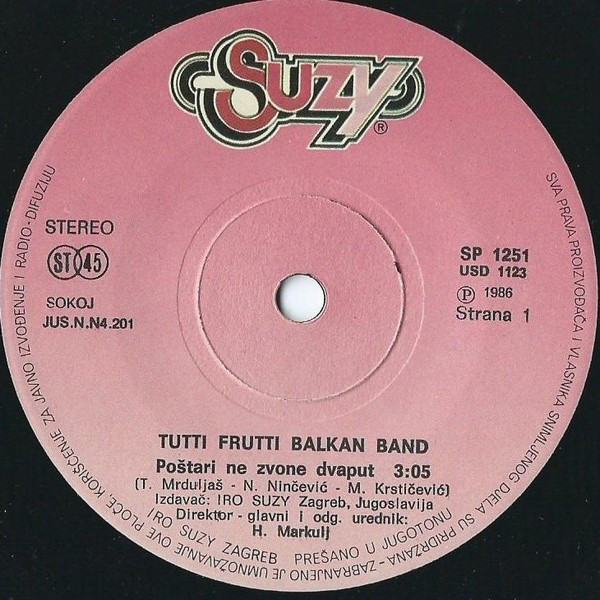 SUZY®
STEREO
ST 45
SOKOJ
JUS.N.N4.201
SP 1251
USD 1123
Ⓟ 1986
Strana 1
TUTTI FRUTTI BALKAN BAND
Poštari ne zvone dvaput 3:05
(T. Mrduljaš - N. Ninčević - M. Krstičević)
Izdavač: IRO SUZY Zagreb, Jugoslavija
Direktor - glavni i odg. urednik:
H. Markulj
IRO SUZY ZAGREB PREŠANO U JUGOTONU
SVA PRAVA PROIZVOĐAČA I VLASNIKA SNIMLJENOG DJELA SU PRIDRZANA - ZABRANJENO JE UMNOŽAVANJE OVE PLOČE, KORIŠĆENJE ZA JAVNO IZVOĐENJE I RADIO-DIFUZIJU